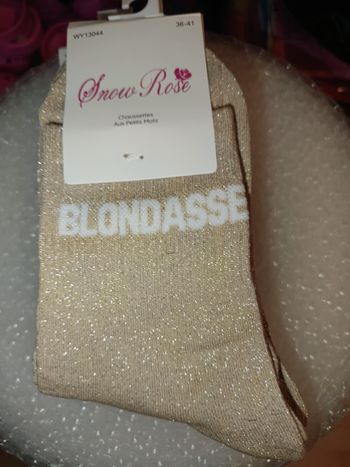 WY13044 36-41
Snow Rose
Chaussettes
Aux Petits Mots
BLONDASSE